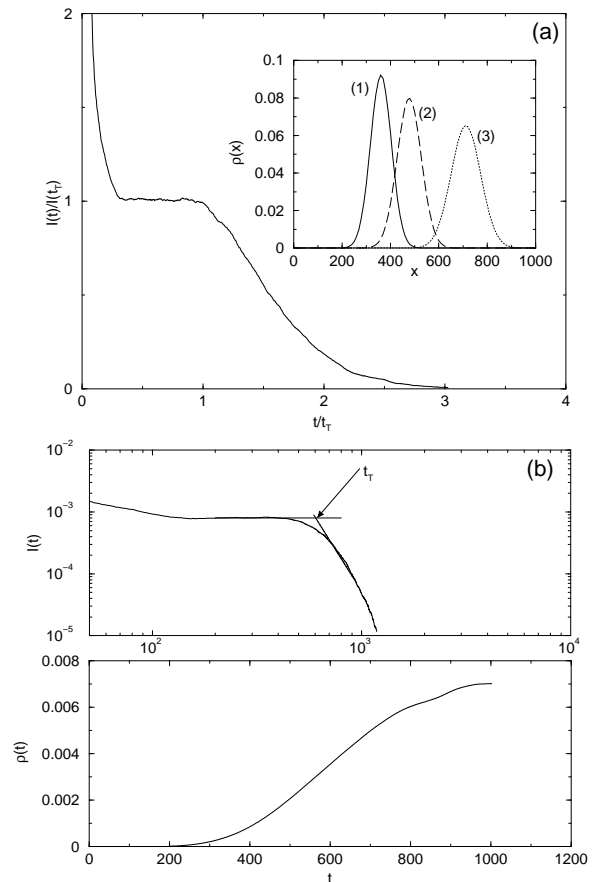 (a)
2
1
0
I(t)/I(t_T)
0 1 2 3 4
t/t_T
0.1
0.08
0.06
0.04
0.02
0
ρ(x)
(1)
(2)
(3)
0 200 400 600 800 1000
x
(b)
10^-2
10^-3
10^-4
10^-5
I(t)
t_T
10^2 10^3 10^4
0.008
0.006
0.004
0.002
0
ρ(t)
0 200 400 600 800 1000 1200
t